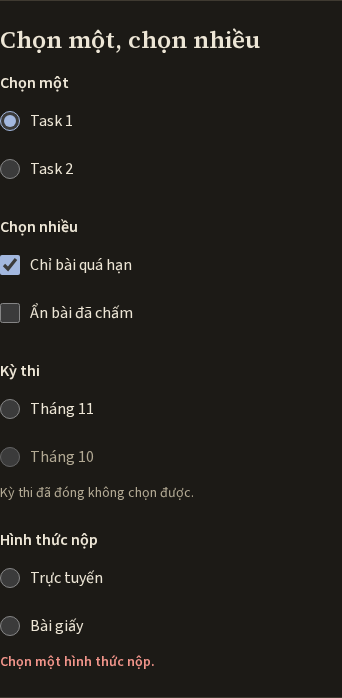 Chọn một, chọn nhiều
Chọn một
Task 1
Task 2
Chọn nhiều
Chỉ bài quá hạn
Ẩn bài đã chấm
Kỳ thi
Tháng 11
Tháng 10
Kỳ thi đã đóng không chọn được.
Hình thức nộp
Trực tuyến
Bài giấy
Chọn một hình thức nộp.